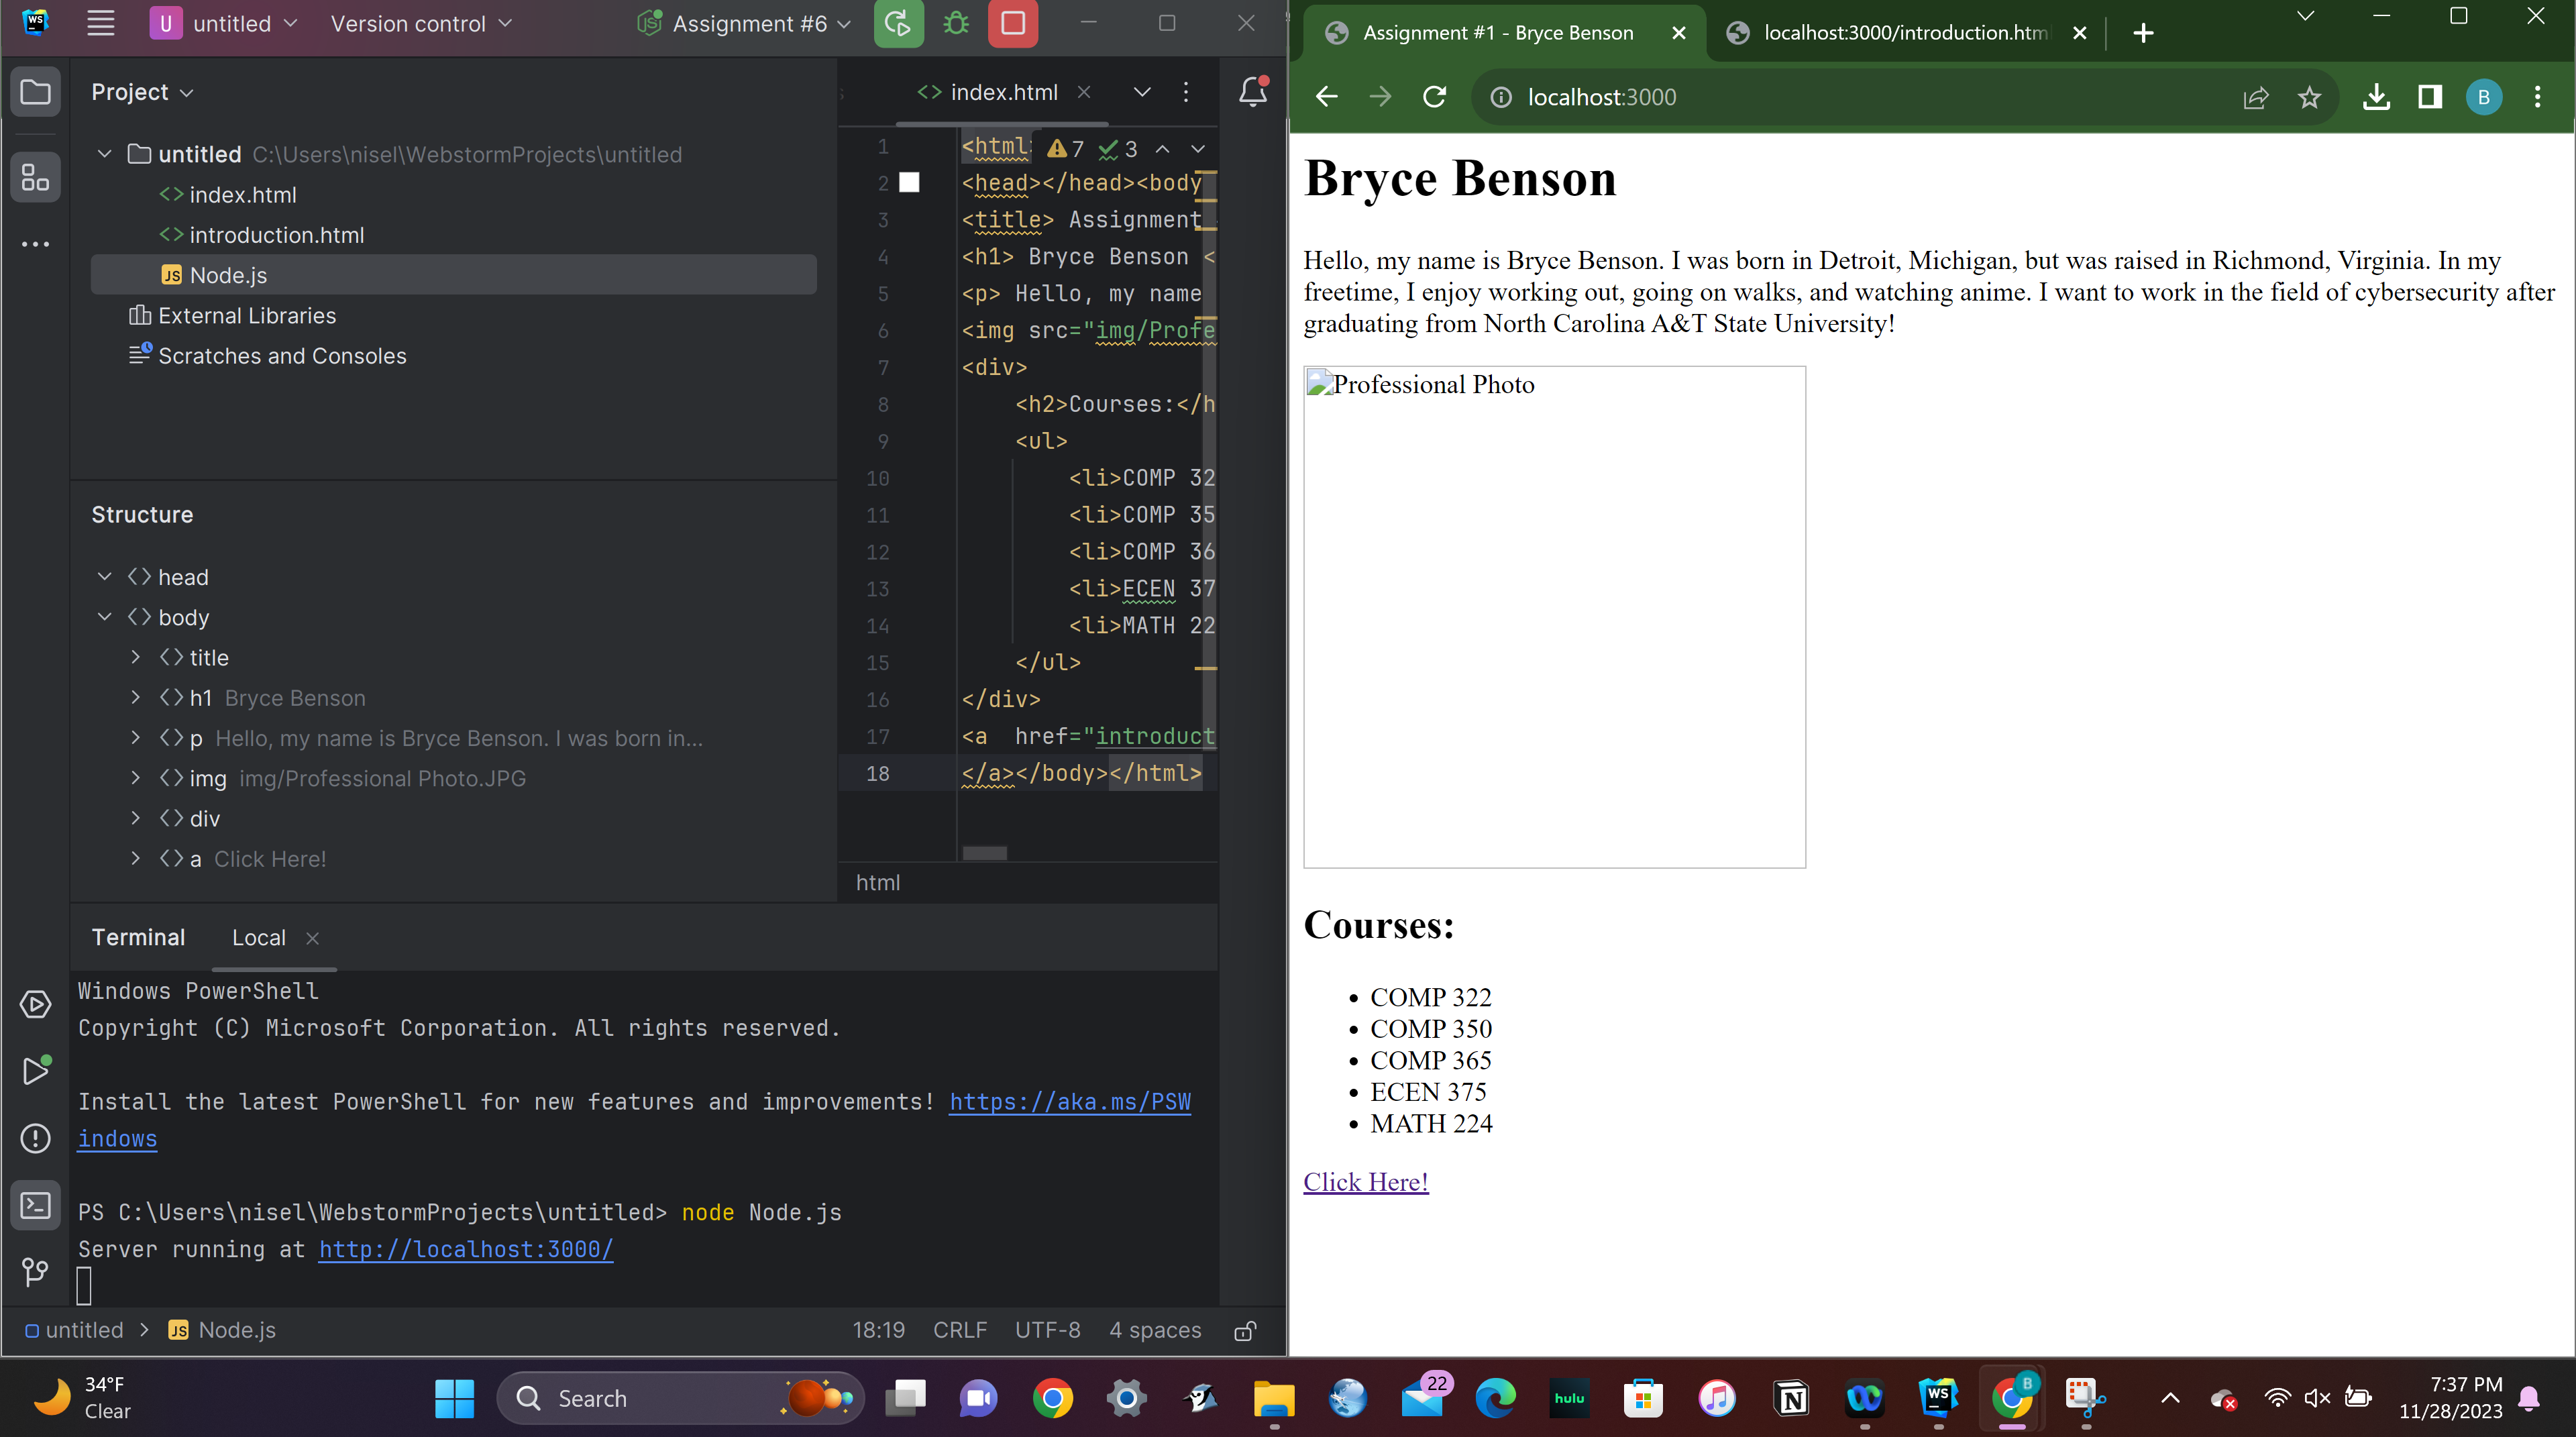 WS
U untitled
Version control
Assignment #6
Project
untitled C:\Users\nisel\WebstormProjects\untitled
index.html
introduction.html
JS Node.js
External Libraries
Scratches and Consoles
Structure
head
body
title
h1 Bryce Benson
p Hello, my name is Bryce Benson. I was born in...
img img/Professional Photo.JPG
div
a Click Here!
index.html
7 3
1 <html>
2 <head></head><body
3 <title> Assignment
4 <h1> Bryce Benson <
5 <p> Hello, my name
6 <img src="img/Profe
7 <div>
8 <h2>Courses:</h
9 <ul>
10 <li>COMP 32
11 <li>COMP 35
12 <li>COMP 36
13 <li>ECEN 37
14 <li>MATH 22
15 </ul>
16 </div>
17 <a  href="introduct
18 </a></body></html>
html
Terminal Local
Windows PowerShell
Copyright (C) Microsoft Corporation. All rights reserved.
Install the latest PowerShell for new features and improvements! https://aka.ms/PSW
indows
PS C:\Users\nisel\WebstormProjects\untitled> node Node.js
Server running at http://localhost:3000/
untitled > JS Node.js
18:19 CRLF UTF-8 4 spaces
Assignment #1 - Bryce Benson
localhost:3000/introduction.htm
localhost:3000
B
Bryce Benson
Hello, my name is Bryce Benson. I was born in Detroit, Michigan, but was raised in Richmond, Virginia. In my
freetime, I enjoy working out, going on walks, and watching anime. I want to work in the field of cybersecurity after
graduating from North Carolina A&T State University!
Professional Photo
Courses:
• COMP 322
• COMP 350
• COMP 365
• ECEN 375
• MATH 224
Click Here!
34°F
Clear
Search
22
hulu
N
WS
B
7:37 PM
11/28/2023